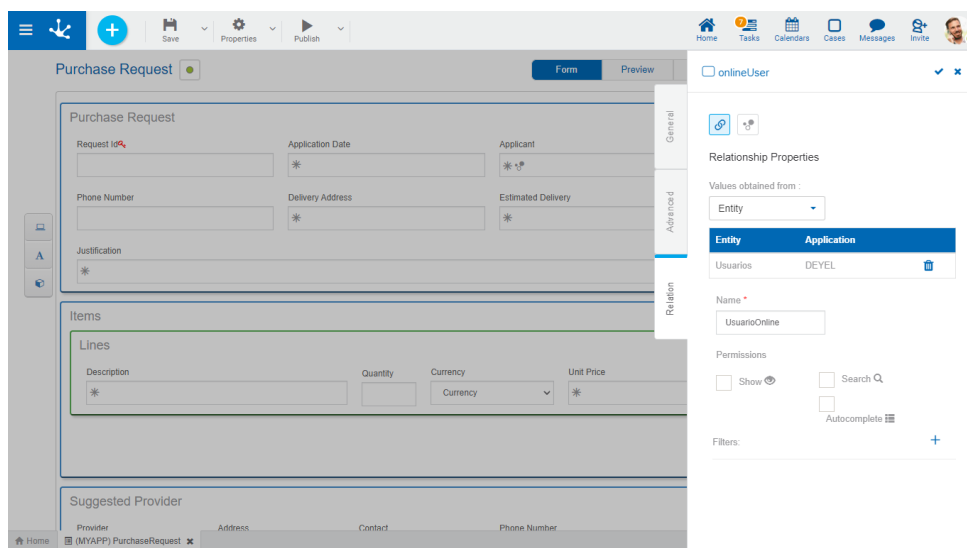 Save
Properties
Publish
Home
7
Tasks
Calendars
Cases
Messages
Invite
Purchase Request
Form
Preview
Purchase Request
Request Id
Application Date
Applicant
Phone Number
Delivery Address
Estimated Delivery
Justification
Items
Lines
Description
Quantity
Currency
Unit Price
Currency
Suggested Provider
Provider
Address
Contact
Phone Number
Home
(MYAPP) PurchaseRequest
General
Advanced
Relation
onlineUser
Relationship Properties
Values obtained from :
Entity
Entity Application
Usuarios DEYEL
Name *
UsuarioOnline
Permissions
Show
Search
Autocomplete
Filters: